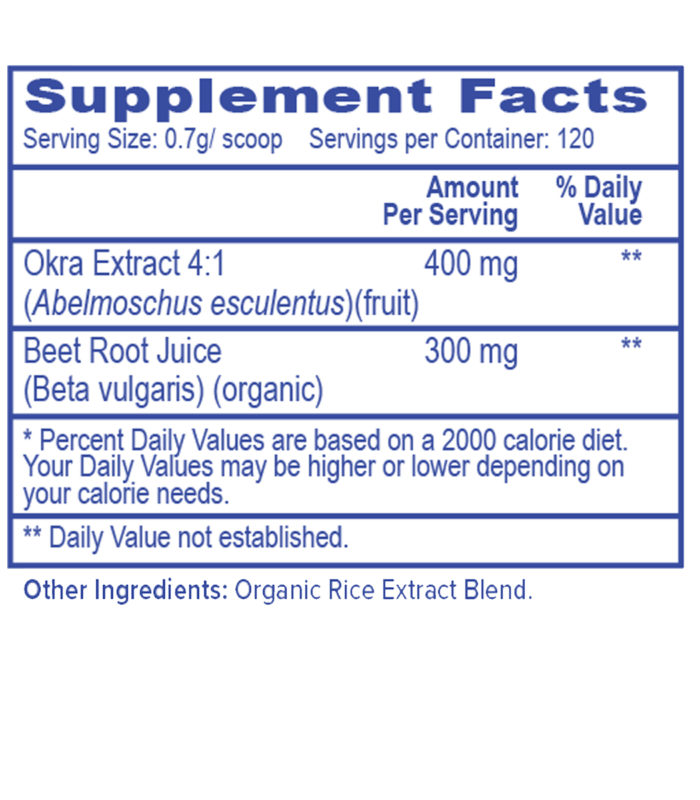 Supplement Facts
Serving Size: 0.7g/ scoop Servings per Container: 120
Amount Per Serving % Daily Value
Okra Extract 4:1 400 mg **
(Abelmoschus esculentus)(fruit)
Beet Root Juice 300 mg **
(Beta vulgaris) (organic)
* Percent Daily Values are based on a 2000 calorie diet.
Your Daily Values may be higher or lower depending on
your calorie needs.
** Daily Value not established.
Other Ingredients: Organic Rice Extract Blend.